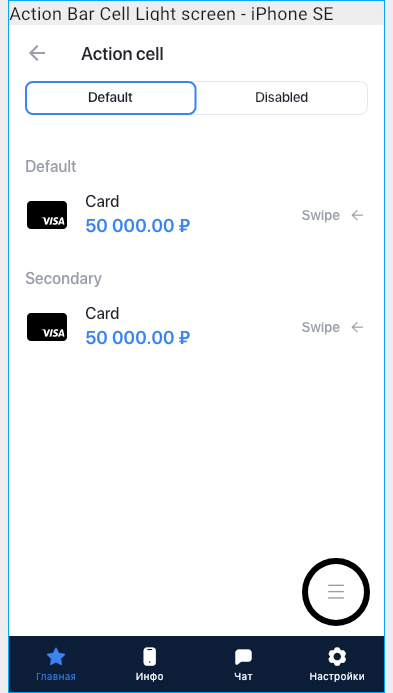 Action Bar Cell Light screen - iPhone SE
Action cell
Default Disabled
Default
Card
50 000.00 ₽
VISA
Swipe
Secondary
Card
50 000.00 ₽
VISA
Swipe
Главная Инфо Чат Настройки